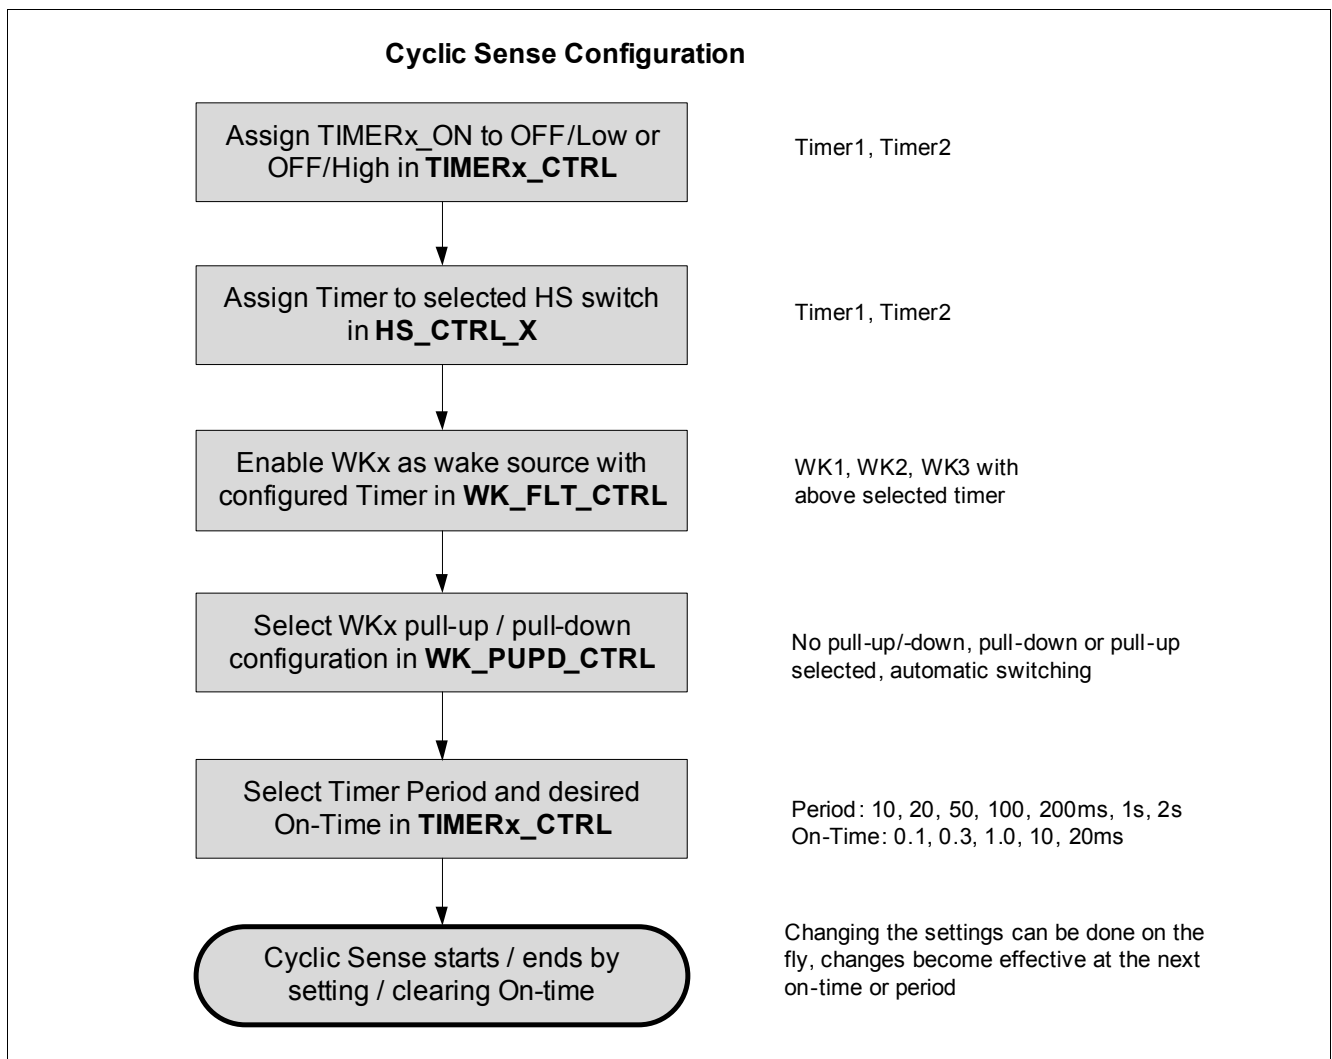 Cyclic Sense Configuration
Assign TIMERx_ON to OFF/Low or
OFF/High in TIMERx_CTRL
Timer1, Timer2
Assign Timer to selected HS switch
in HS_CTRL_X
Timer1, Timer2
Enable WKx as wake source with
configured Timer in WK_FLT_CTRL
WK1, WK2, WK3 with
above selected timer
Select WKx pull-up / pull-down
configuration in WK_PUPD_CTRL
No pull-up/-down, pull-down or pull-up
selected, automatic switching
Select Timer Period and desired
On-Time in TIMERx_CTRL
Period: 10, 20, 50, 100, 200ms, 1s, 2s
On-Time: 0.1, 0.3, 1.0, 10, 20ms
Cyclic Sense starts / ends by
setting / clearing On-time
Changing the settings can be done on the
fly, changes become effective at the next
on-time or period